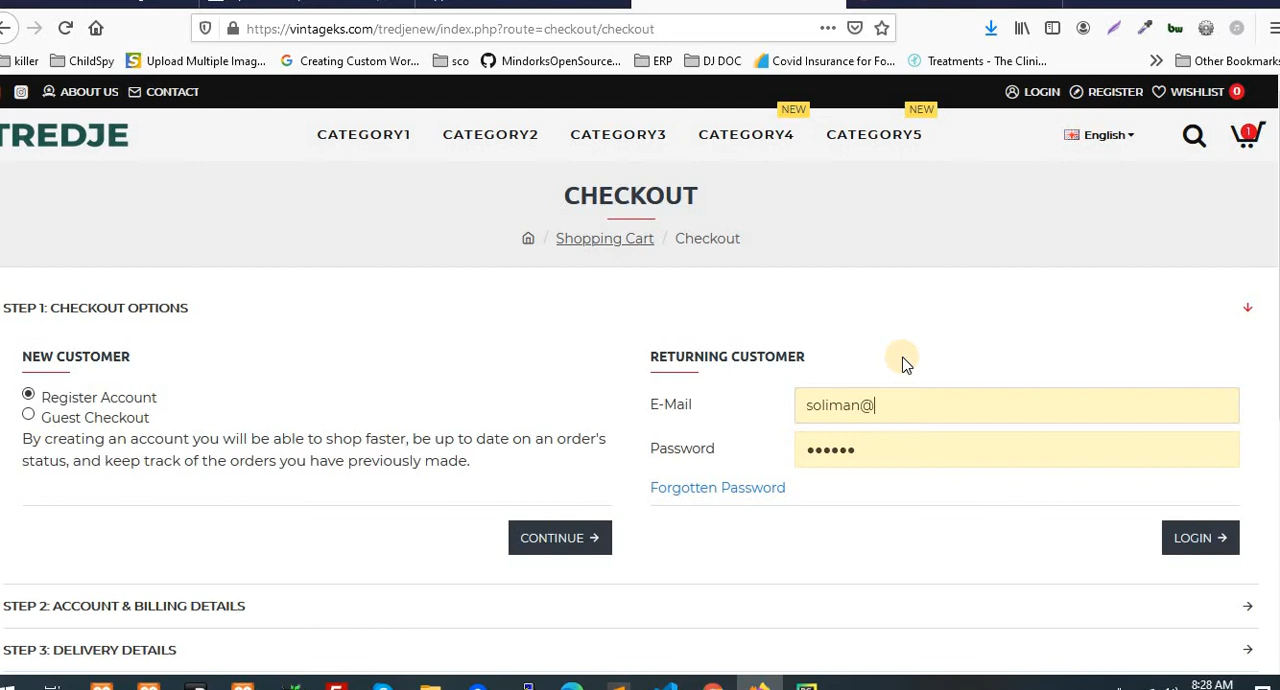 https://vintageks.com/tredjenew/index.php?route=checkout/checkout
killer ChildSpy Upload Multiple Imag... Creating Custom Wor... sco MindorksOpenSource... ERP DJ DOC Covid Insurance for Fo... Treatments - The Clini... Other Bookmarks
ABOUT US CONTACT LOGIN REGISTER WISHLIST 0
NEW NEW
TREDJE CATEGORY1 CATEGORY2 CATEGORY3 CATEGORY4 CATEGORY5 English 1
CHECKOUT
/ Shopping Cart / Checkout
STEP 1: CHECKOUT OPTIONS
NEW CUSTOMER
Register Account
Guest Checkout
By creating an account you will be able to shop faster, be up to date on an order's
status, and keep track of the orders you have previously made.
CONTINUE
RETURNING CUSTOMER
E-Mail soliman@
Password ••••••
Forgotten Password
LOGIN
STEP 2: ACCOUNT & BILLING DETAILS
STEP 3: DELIVERY DETAILS
8:28 AM